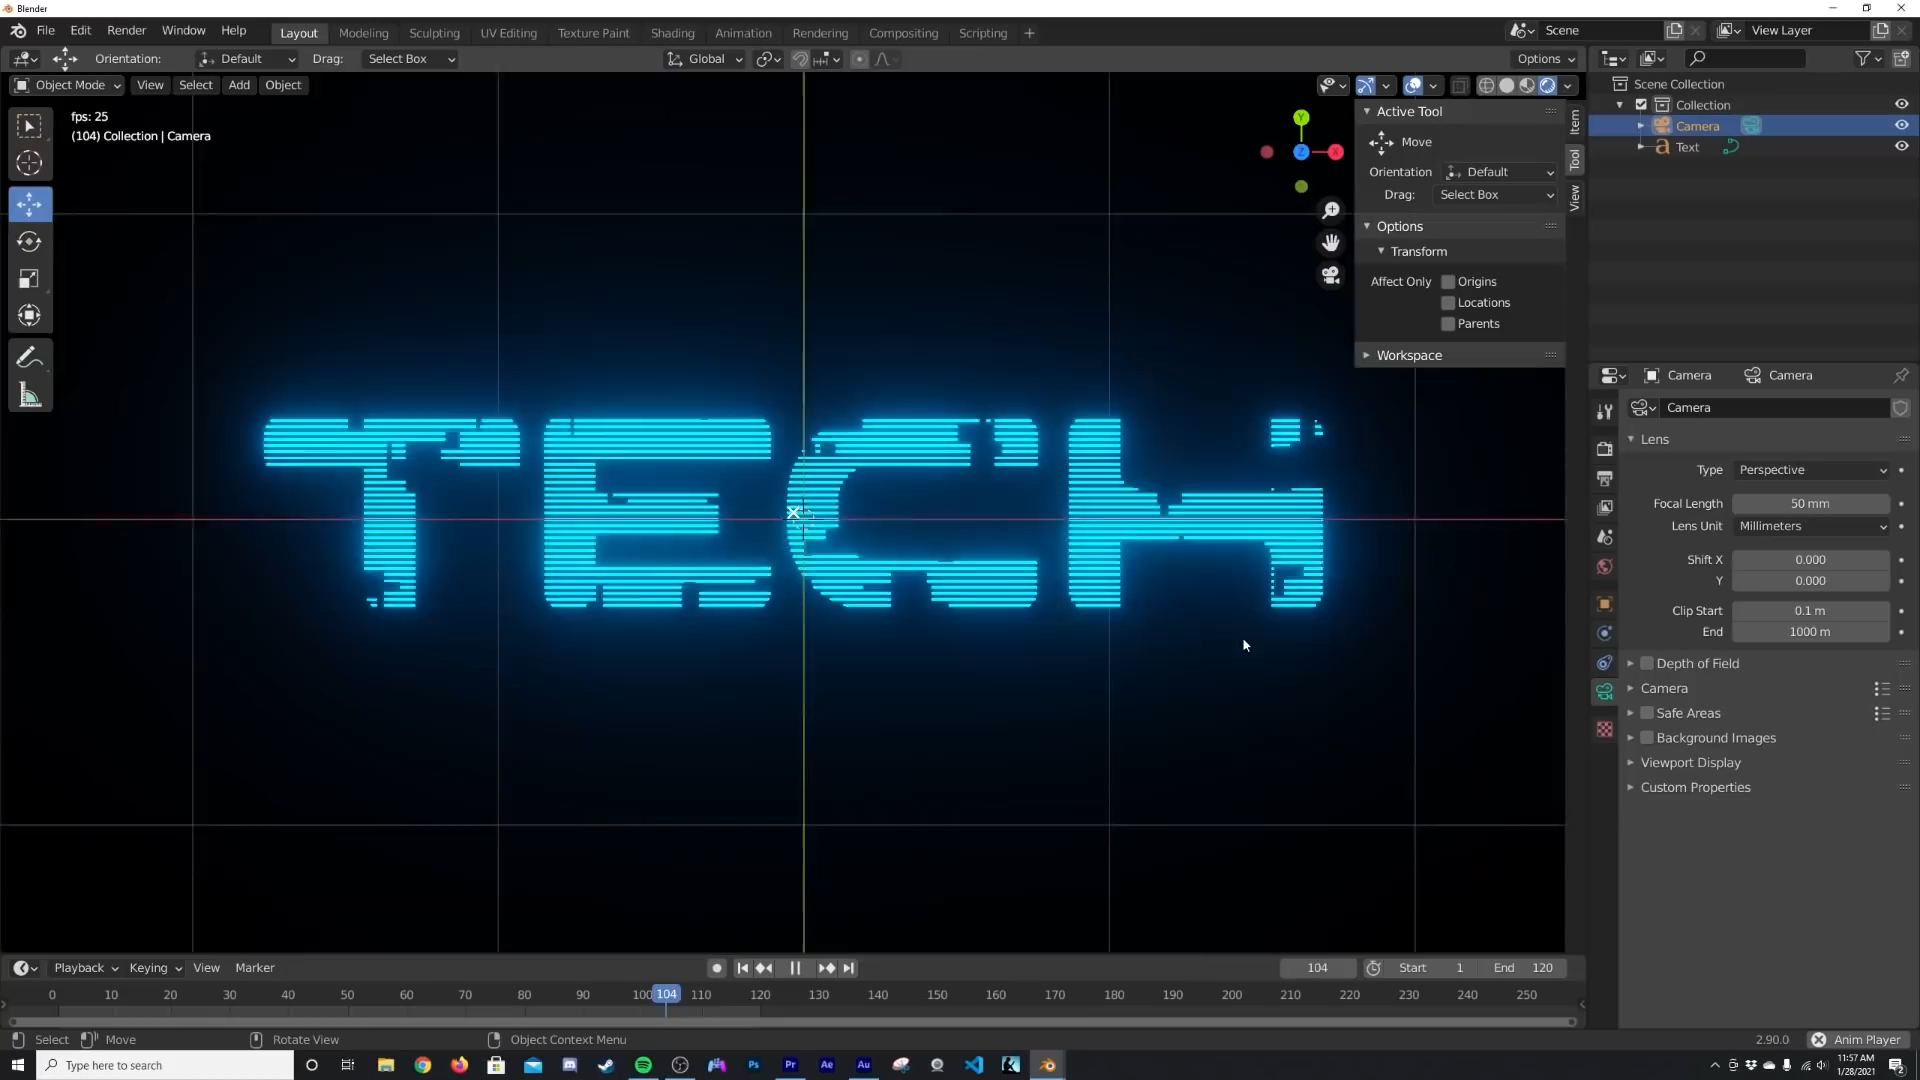 Blender
File Edit Render Window Help Layout Modeling Sculpting UV Editing Texture Paint Shading Animation Rendering Compositing Scripting + Scene View Layer
Orientation: Default Drag: Select Box Global Options
Object Mode View Select Add Object
fps: 25
(104) Collection | Camera
TECH
Y
Z
X
Active Tool
Move
Orientation Default
Drag: Select Box
Options
Transform
Affect Only Origins
Locations
Parents
Workspace
Item
Tool
View
Scene Collection
Collection
Camera
Text
Camera Camera
Camera
Lens
Type Perspective
Focal Length 50 mm
Lens Unit Millimeters
Shift X 0.000
Y 0.000
Clip Start 0.1 m
End 1000 m
Depth of Field
Camera
Safe Areas
Background Images
Viewport Display
Custom Properties
Playback Keying View Marker 104 Start 1 End 120
0 10 20 30 40 50 60 70 80 90 100 104 110 120 130 140 150 160 170 180 190 200 210 220 230 240 250
Select Move Rotate View Object Context Menu 2.90.0 Anim Player
Type here to search
Ps Pr Ae Au
11:57 AM
1/28/2021
2